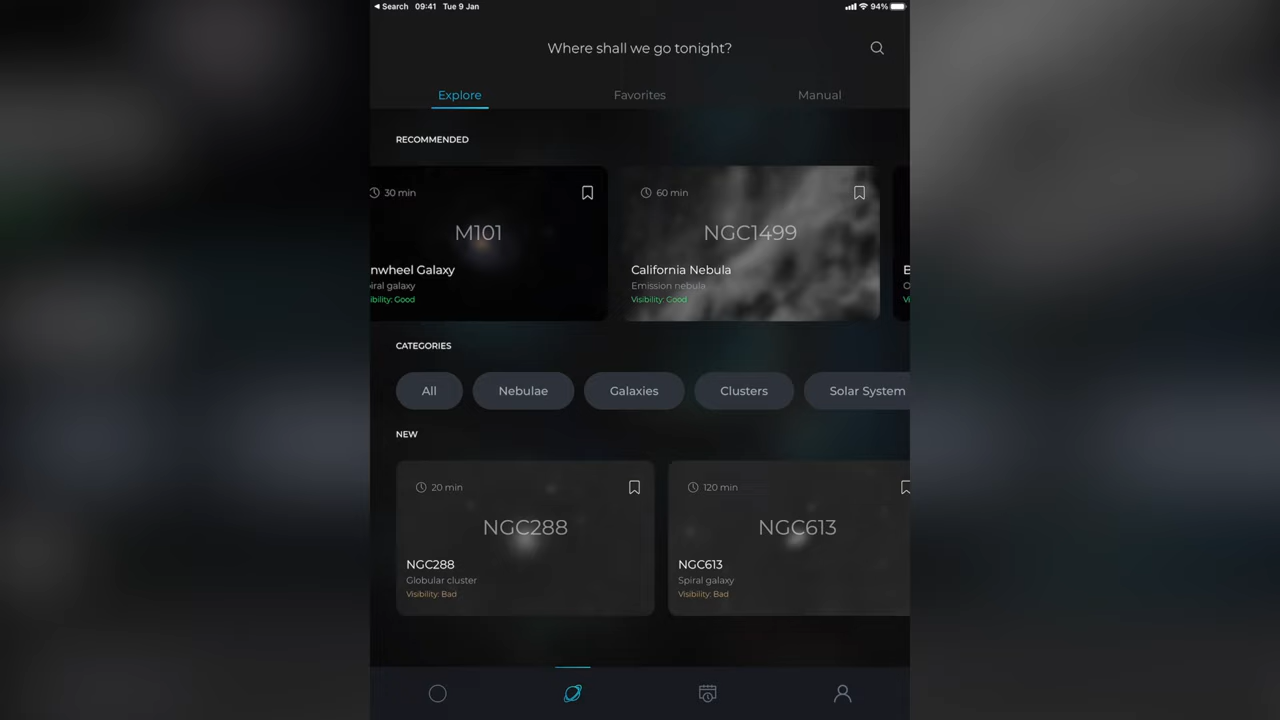 Search 09:41 Tue 9 Jan 94%
Where shall we go tonight?
Explore Favorites Manual
RECOMMENDED
30 min 60 min
M101 NGC1499
nwheel Galaxy California Nebula
iral galaxy Emission nebula
ibility: Good Visibility: Good
CATEGORIES
All Nebulae Galaxies Clusters Solar System
NEW
20 min 120 min
NGC288 NGC613
NGC288 NGC613
Globular cluster Spiral galaxy
Visibility: Bad Visibility: Bad